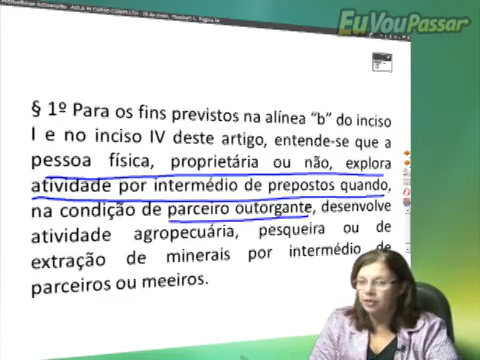 EuVouPassar
§ 1º Para os fins previstos na alínea "b" do inciso
I e no inciso IV deste artigo, entende-se que a
pessoa física, proprietária ou não, explora
atividade por intermédio de prepostos quando,
na condição de parceiro outorgante, desenvolve
atividade agropecuária, pesqueira ou de
extração de minerais por intermédio de
parceiros ou meeiros.